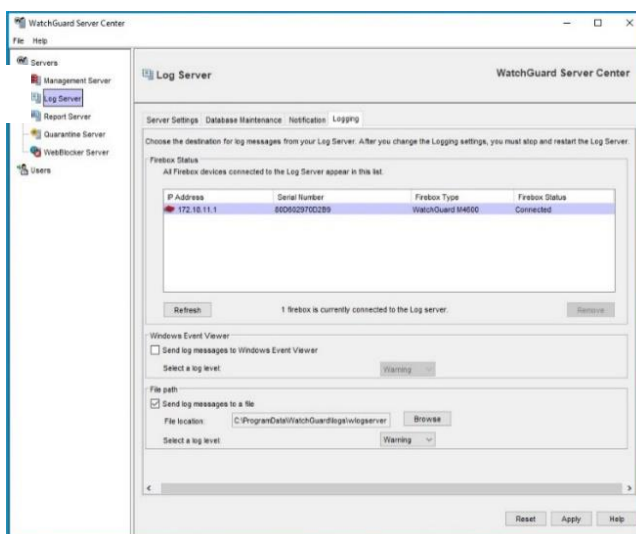 WatchGuard Server Center
File Help
Servers
Management Server
Log Server
Report Server
Quarantine Server
WebBlocker Server
Users
Log Server
WatchGuard Server Center
Server Settings Database Maintenance Notification Logging
Choose the destination for log messages from your Log Server. After you change the Logging settings, you must stop and restart the Log Server.
Firebox Status
All Firebox devices connected to the Log Server appear in this list.
IP Address Serial Number Firebox Type Firebox Status
172.18.11.1 80D602970D2B9 WatchGuard M4600 Connected
Refresh 1 firebox is currently connected to the Log server. Remove
Windows Event Viewer
Send log messages to Windows Event Viewer
Select a log level: Warning
File path
Send log messages to a file
File location: C:\ProgramData\WatchGuard\logs\wlogserver Browse
Select a log level: Warning
Reset Apply Help